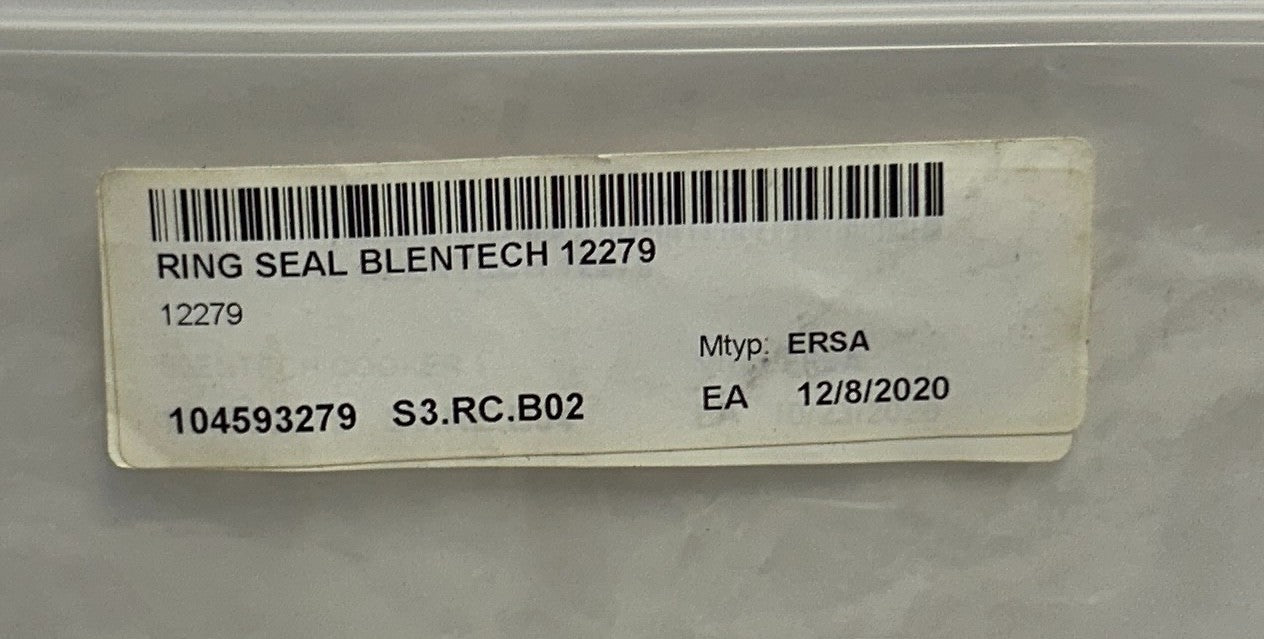 RING SEAL BLENTECH 12279
12279
Mtyp: ERSA
104593279 S3.RC.B02 EA 12/8/2020